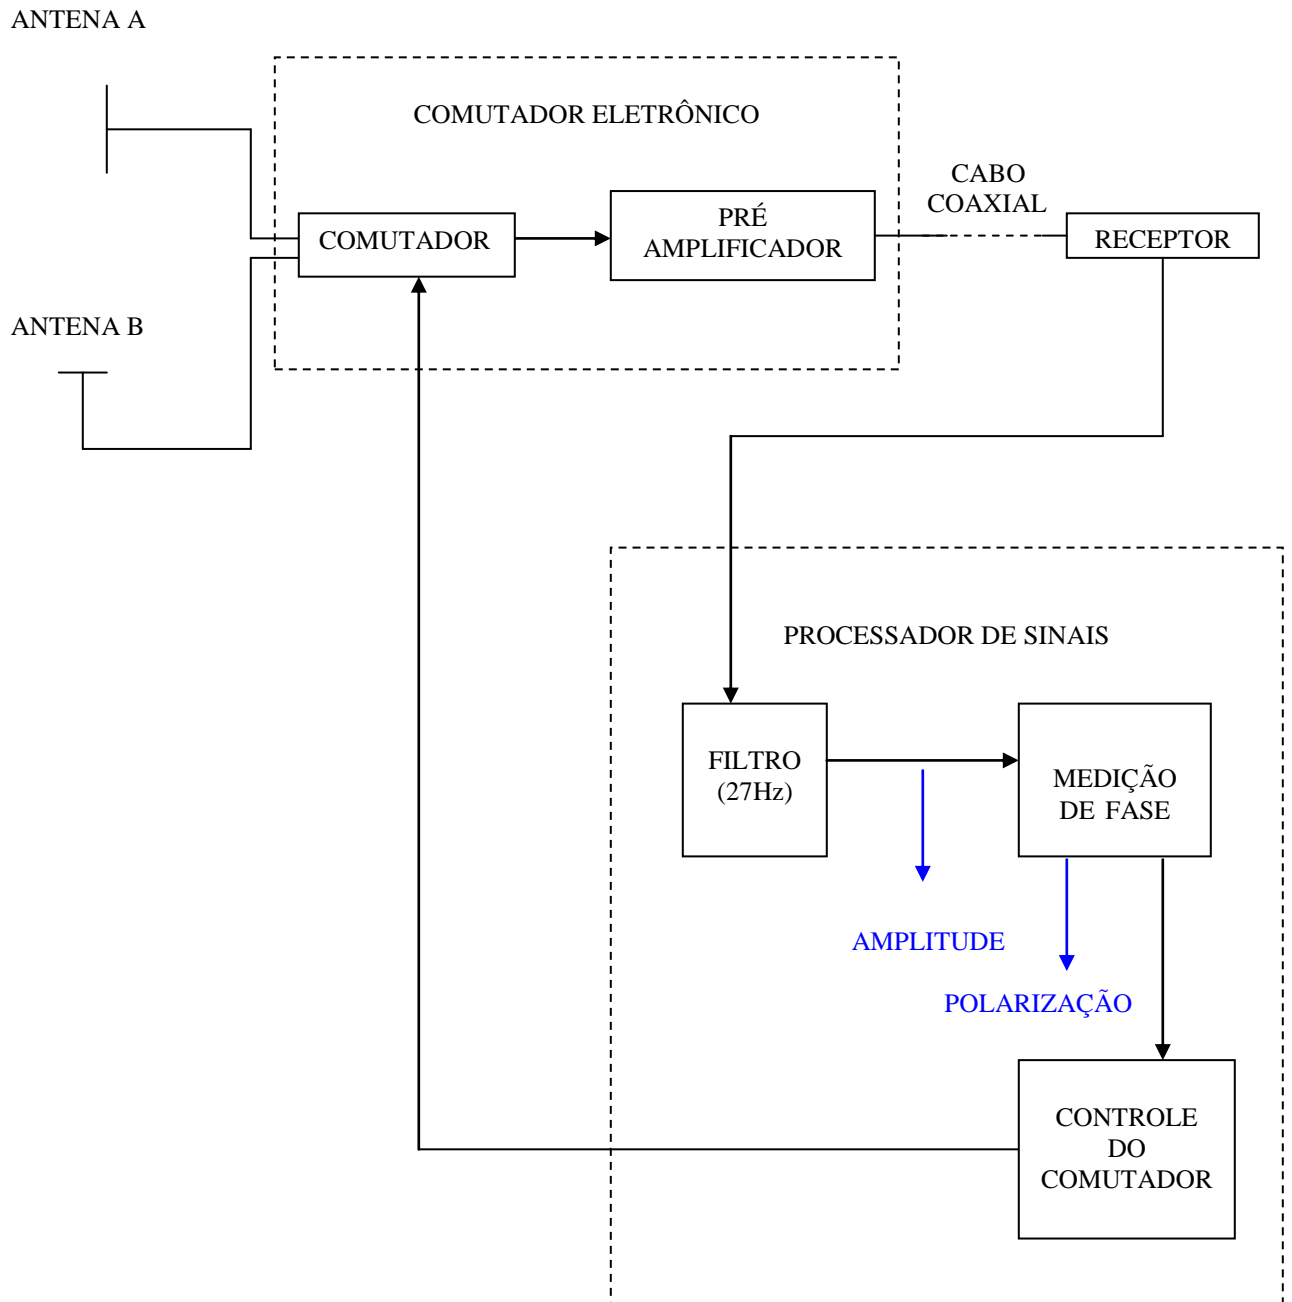 ANTENA A
COMUTADOR ELETRÔNICO
CABO
COAXIAL
COMUTADOR
PRÉ
AMPLIFICADOR
RECEPTOR
ANTENA B
PROCESSADOR DE SINAIS
FILTRO
(27Hz)
MEDIÇÃO
DE FASE
AMPLITUDE
POLARIZAÇÃO
CONTROLE
DO
COMUTADOR